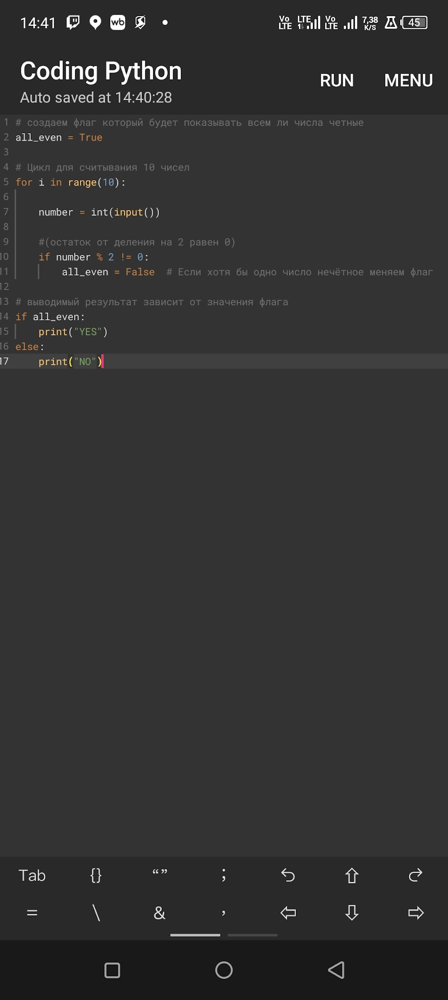 14:41 wb Vo LTE LTE Vo LTE 7,38 K/S 45
Coding Python
RUN MENU
Auto saved at 14:40:28
1 # создаем флаг который будет показывать всем ли числа четные
2 all_even = True
3
4 # Цикл для считывания 10 чисел
5 for i in range(10):
6
7 number = int(input())
8
9 #(остаток от деления на 2 равен 0)
10 if number % 2 != 0:
11 all_even = False # Если хотя бы одно число нечётное меняем флаг
12
13 # выводимый результат зависит от значения флага
14 if all_even:
15 print("YES")
16 else:
17 print("NO")
Tab {} “” ;
= \ & ,